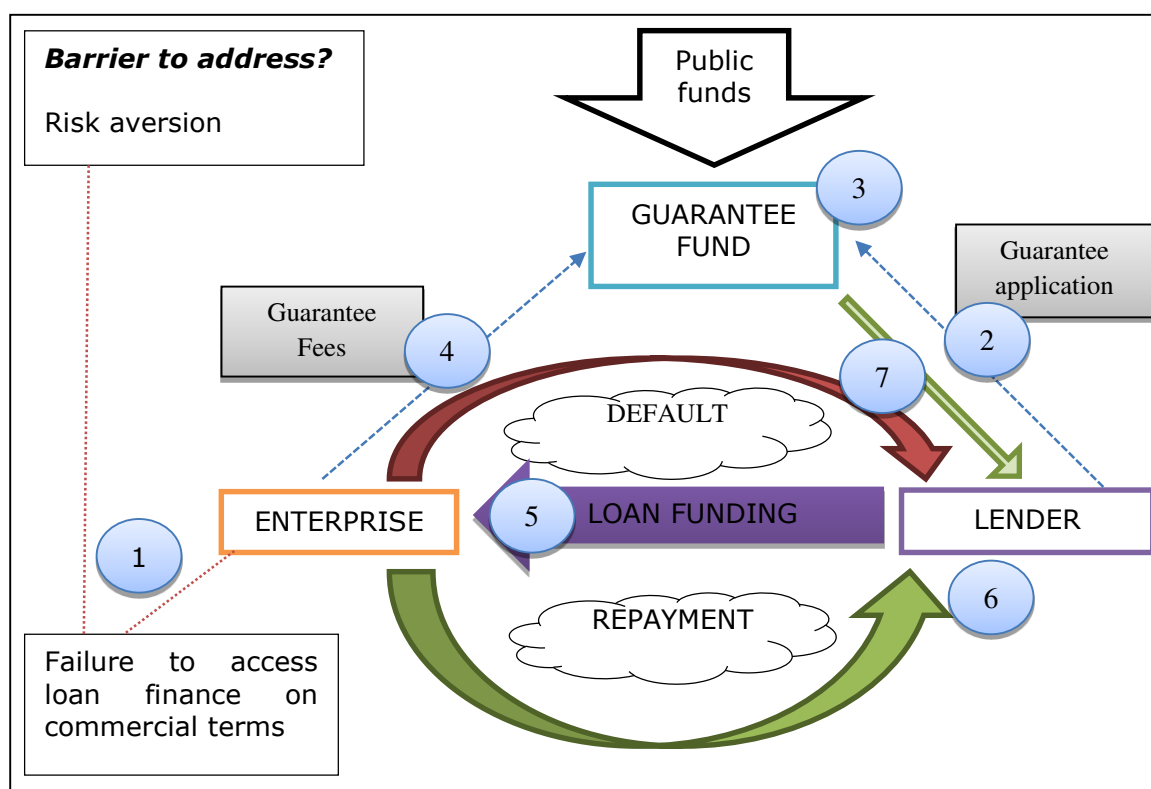 Barrier to address?
Risk aversion
Public
funds
3
GUARANTEE
FUND
Guarantee
application
2
Guarantee
Fees
4
7
DEFAULT
ENTERPRISE
5
LOAN FUNDING
LENDER
1
6
REPAYMENT
Failure to access
loan finance on
commercial terms